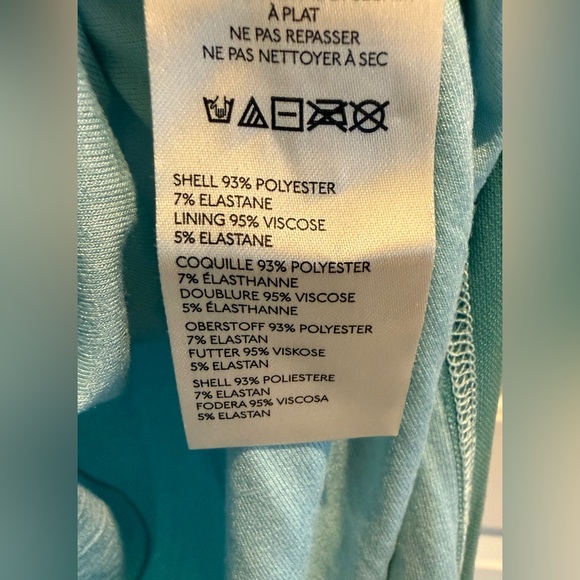 À PLAT
NE PAS REPASSER
NE PAS NETTOYER À SEC
SHELL 93% POLYESTER
7% ELASTANE
LINING 95% VISCOSE
5% ELASTANE
COQUILLE 93% POLYESTER
7% ÉLASTHANNE
DOUBLURE 95% VISCOSE
5% ÉLASTHANNE
OBERSTOFF 93% POLYESTER
7% ELASTAN
FUTTER 95% VISKOSE
5% ELASTAN
SHELL 93% POLIESTERE
7% ELASTAN
FODERA 95% VISCOSA
5% ELASTAN